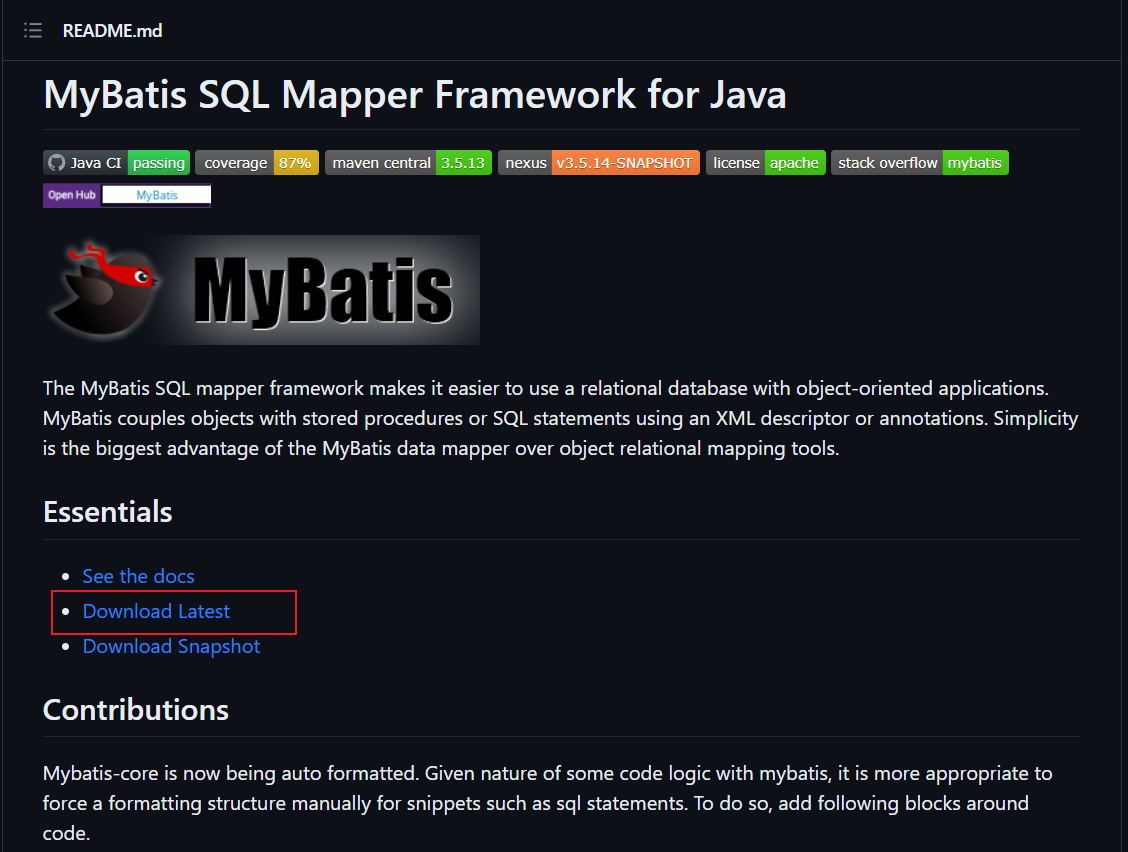 README.md
MyBatis SQL Mapper Framework for Java
Java CI passing coverage 87% maven central 3.5.13 nexus v3.5.14-SNAPSHOT license apache stack overflow mybatis
Open Hub MyBatis
MyBatis
The MyBatis SQL mapper framework makes it easier to use a relational database with object-oriented applications.
MyBatis couples objects with stored procedures or SQL statements using an XML descriptor or annotations. Simplicity
is the biggest advantage of the MyBatis data mapper over object relational mapping tools.
Essentials
• See the docs
• Download Latest
• Download Snapshot
Contributions
Mybatis-core is now being auto formatted. Given nature of some code logic with mybatis, it is more appropriate to
force a formatting structure manually for snippets such as sql statements. To do so, add following blocks around
code.